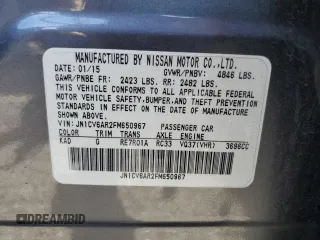 MANUFACTURED BY NISSAN MOTOR CO.,LTD.
DATE: 01/15 GVWR/PNBV: 4846 LBS.
GAWR/PNBE FR: 2423 LBS. RR: 2482 LBS.
THIS VEHICLE CONFORMS TO ALL APPLICABLE
FEDERAL MOTOR VEHICLE SAFETY,BUMPER,AND THEFT
PREVENTION STANDARDS IN EFFECT ON THE DATE OF
MANUFACTURE SHOWN ABOVE.
VIN: JN1CV6AR2FM650967 PASSENGER CAR
COLOR TRIM TRANS AXLE ENGINE
KAD G RE7R01A RC33 VQ37(VHR) 3696CC
JN1CV6AR2FM650967
DREAMBID